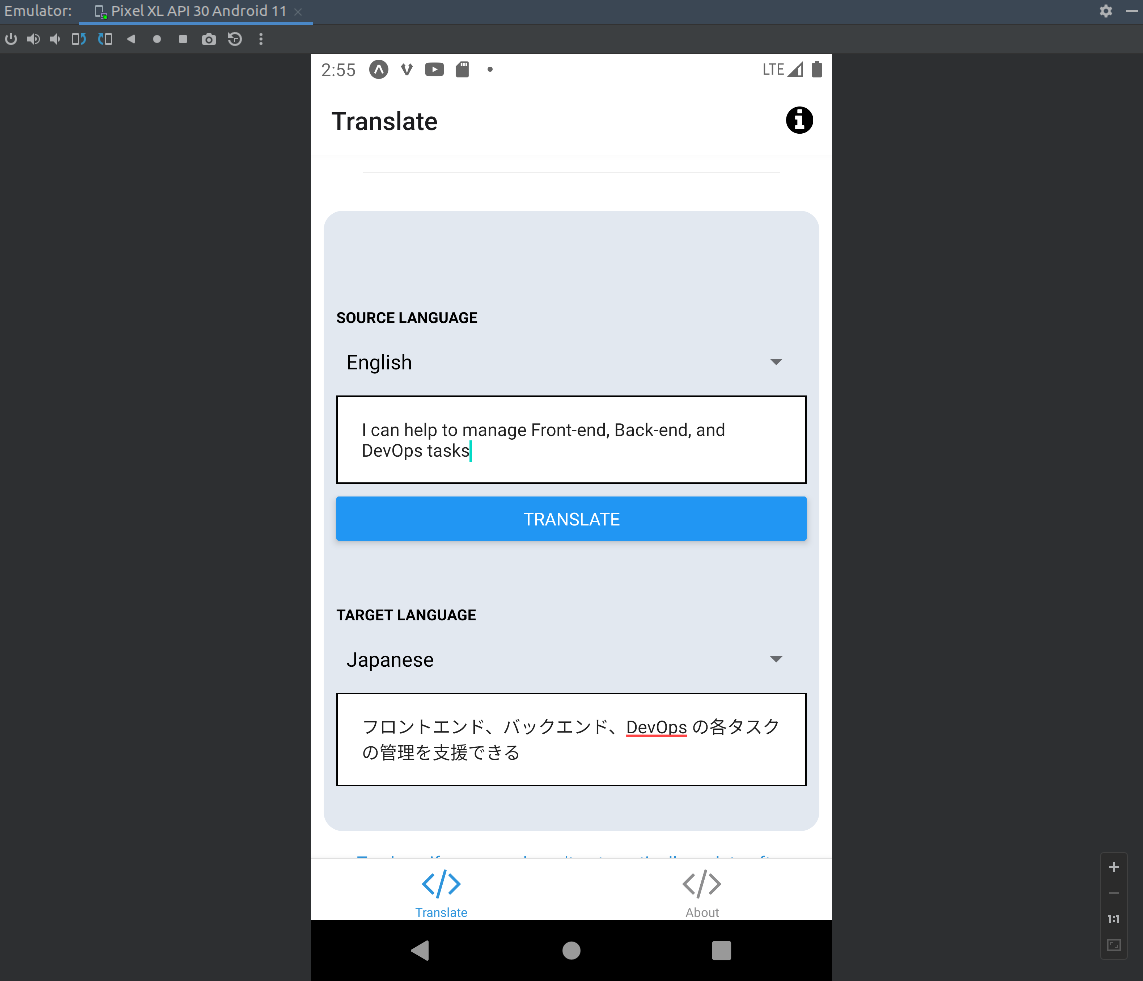 Emulator: Pixel XL API 30 Android 11
2:55 LTE
Translate
SOURCE LANGUAGE
English
I can help to manage Front-end, Back-end, and
DevOps tasks
TRANSLATE
TARGET LANGUAGE
Japanese
フロントエンド、バックエンド、DevOps の各タスク
の管理を支援できる
Translate About
1:1